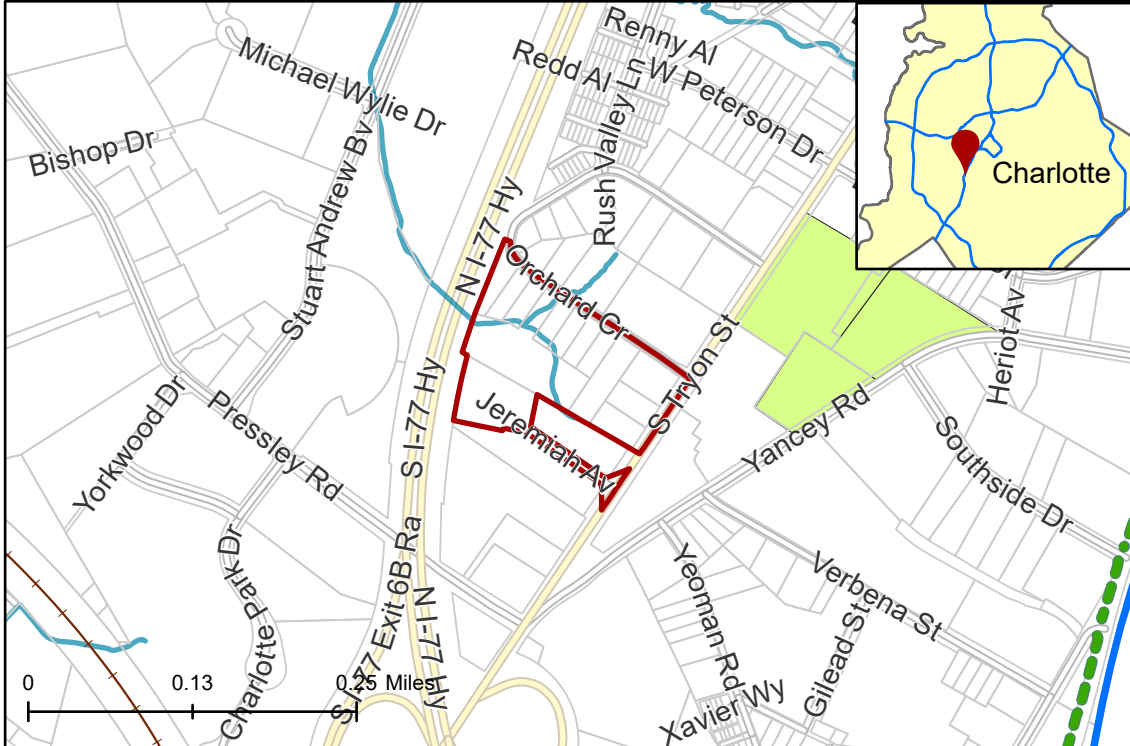 Renny Al
Redd Al
W Peterson Dr
Michael Wylie Dr
Bishop Dr
Stuart Andrew Bv
Rush Valley Ln
Charlotte
N I-77 Hy
Orchard Cr
S Tryon St
Heriot Av
S I-77 Hy
Jeremiah Av
Yancey Rd
Yorkwood Dr
Pressley Rd
Southside Dr
Charlotte Park Dr
S I-77 Exit 6B Ra
N I-77 Hy
Yeoman Rd
Verbena St
Gilead St
Xavier Wy
0
0.13
0.25 Miles